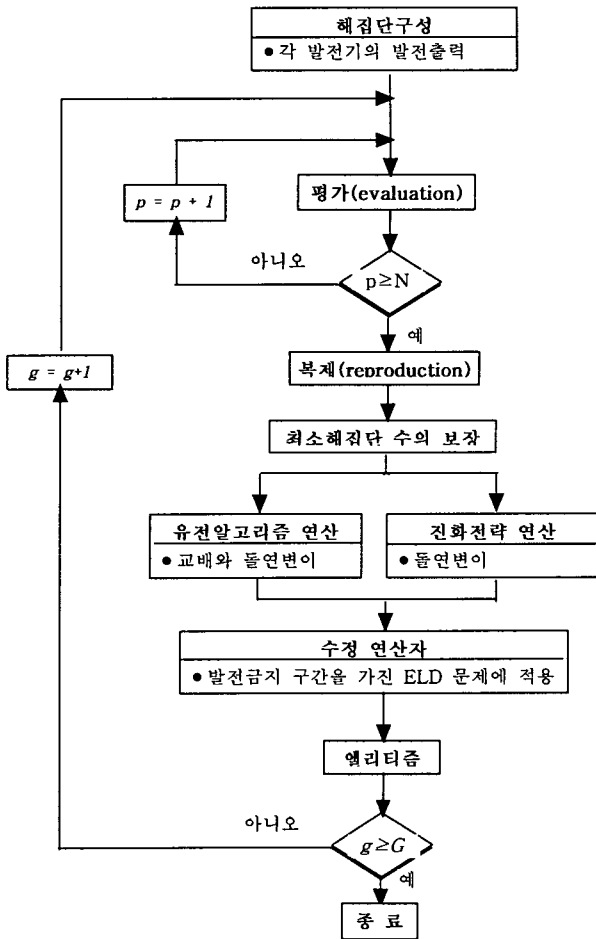 해집단구성
● 각 발전기의 발전출력
평가(evaluation)
p = p + 1
아니오
p≥N
예
g = g+1
복제(reproduction)
최소해집단 수의 보장
유전알고리즘 연산
● 교배와 돌연변이
진화전략 연산
● 돌연변이
수정 연산자
● 발전금지 구간을 가진 ELD 문제에 적용
엘리티즘
아니오
g≥G
예
종 료